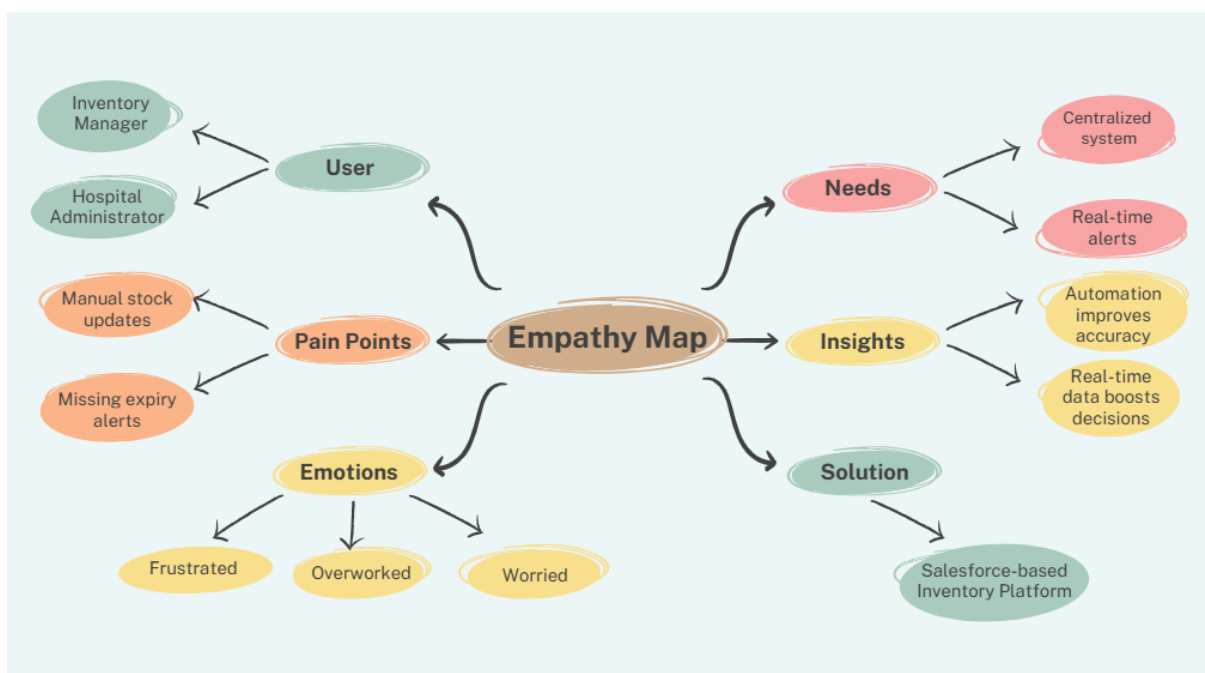 Empathy Map
User
Inventory
Manager
Hospital
Administrator
Pain Points
Manual stock
updates
Missing expiry
alerts
Emotions
Frustrated
Overworked
Worried
Needs
Centralized
system
Real-time
alerts
Insights
Automation
improves
accuracy
Real-time
data boosts
decisions
Solution
Salesforce-based
Inventory Platform